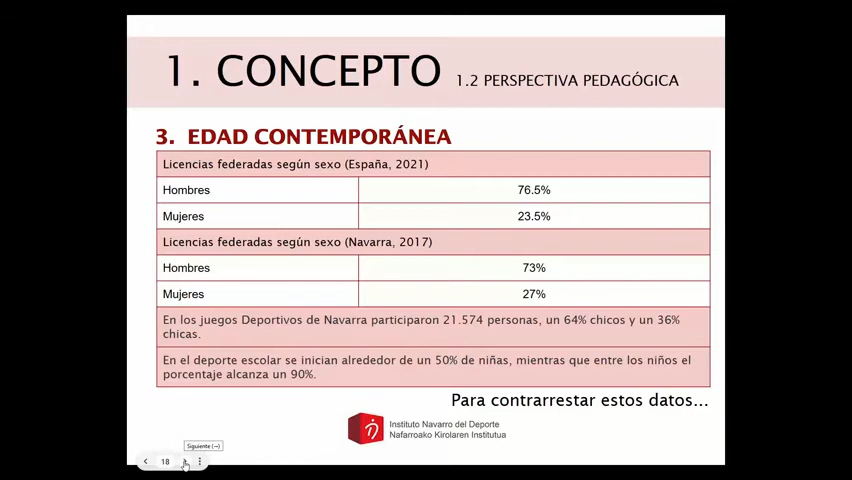 1. CONCEPTO 1.2 PERSPECTIVA PEDAGÓGICA
3. EDAD CONTEMPORÁNEA
Licencias federadas según sexo (España, 2021)
Hombres 76.5%
Mujeres 23.5%
Licencias federadas según sexo (Navarra, 2017)
Hombres 73%
Mujeres 27%
En los juegos Deportivos de Navarra participaron 21.574 personas, un 64% chicos y un 36%
chicas.
En el deporte escolar se inician alrededor de un 50% de niñas, mientras que entre los niños el
porcentaje alcanza un 90%.
Para contrarrestar estos datos...
Instituto Navarro del Deporte
Nafarroako Kirolaren Institutua
Siguiente (→)
18